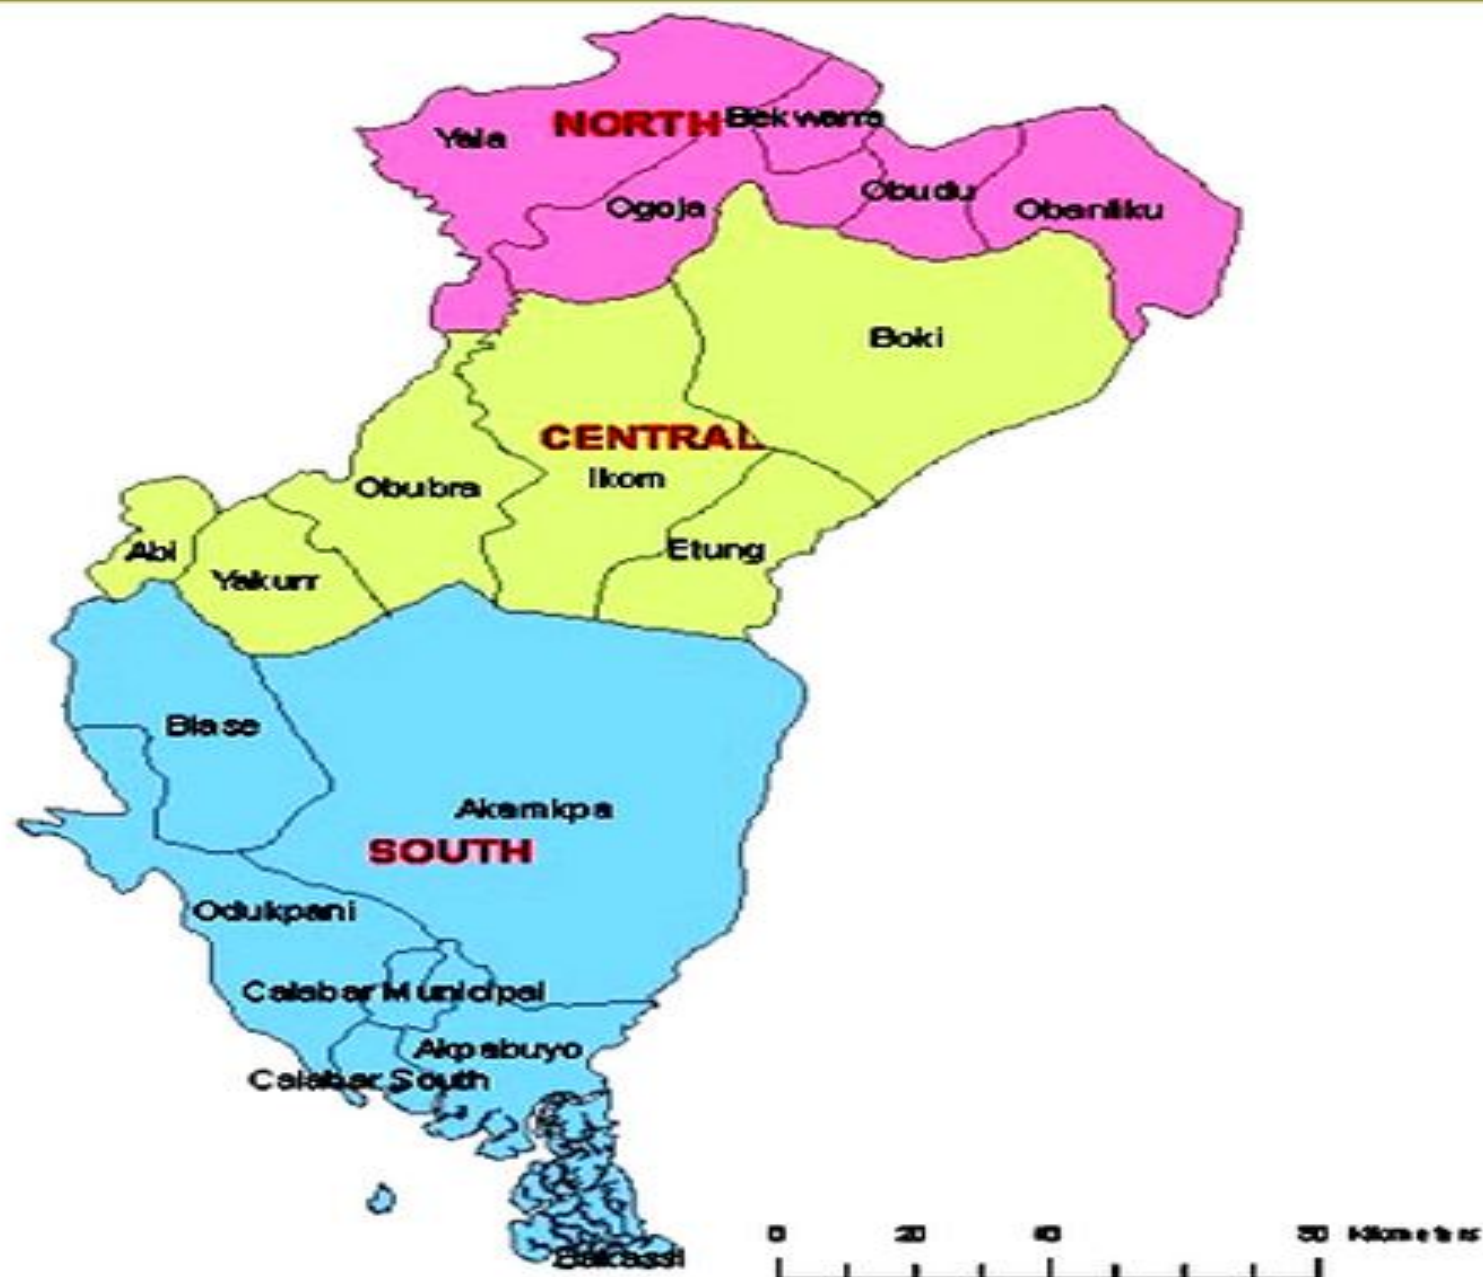 NORTH
Bekwarra
Yala
Obudu
Ogoja
Obanliku
Boki
CENTRAL
Ikom
Obubra
Etung
Abi
Yakurr
Biase
Akamkpa
SOUTH
Odukpani
Calabar Municipal
Akpabuyo
Calabar South
Bakassi
0 20 40 80 Kilometers